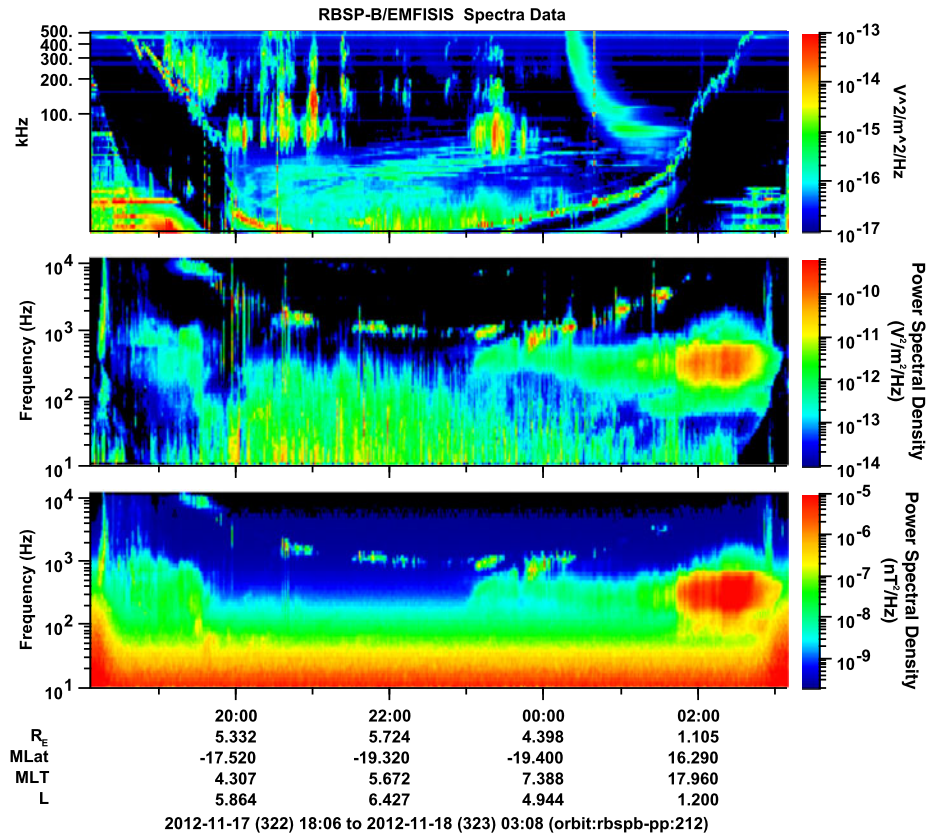 RBSP-B/EMFISIS Spectra Data
500.
400.
300.
200.
100.
kHz
10^-13
10^-14
10^-15
10^-16
10^-17
V^2/m^2/Hz
10^4
10^3
10^2
10^1
Frequency (Hz)
10^-10
10^-11
10^-12
10^-13
10^-14
Power Spectral Density
(V²/m²/Hz)
10^4
10^3
10^2
10^1
Frequency (Hz)
10^-5
10^-6
10^-7
10^-8
10^-9
Power Spectral Density
(nT²/Hz)
20:00 22:00 00:00 02:00
R_E 5.332 5.724 4.398 1.105
MLat -17.520 -19.320 -19.400 16.290
MLT 4.307 5.672 7.388 17.960
L 5.864 6.427 4.944 1.200
2012-11-17 (322) 18:06 to 2012-11-18 (323) 03:08 (orbit:rbspb-pp:212)